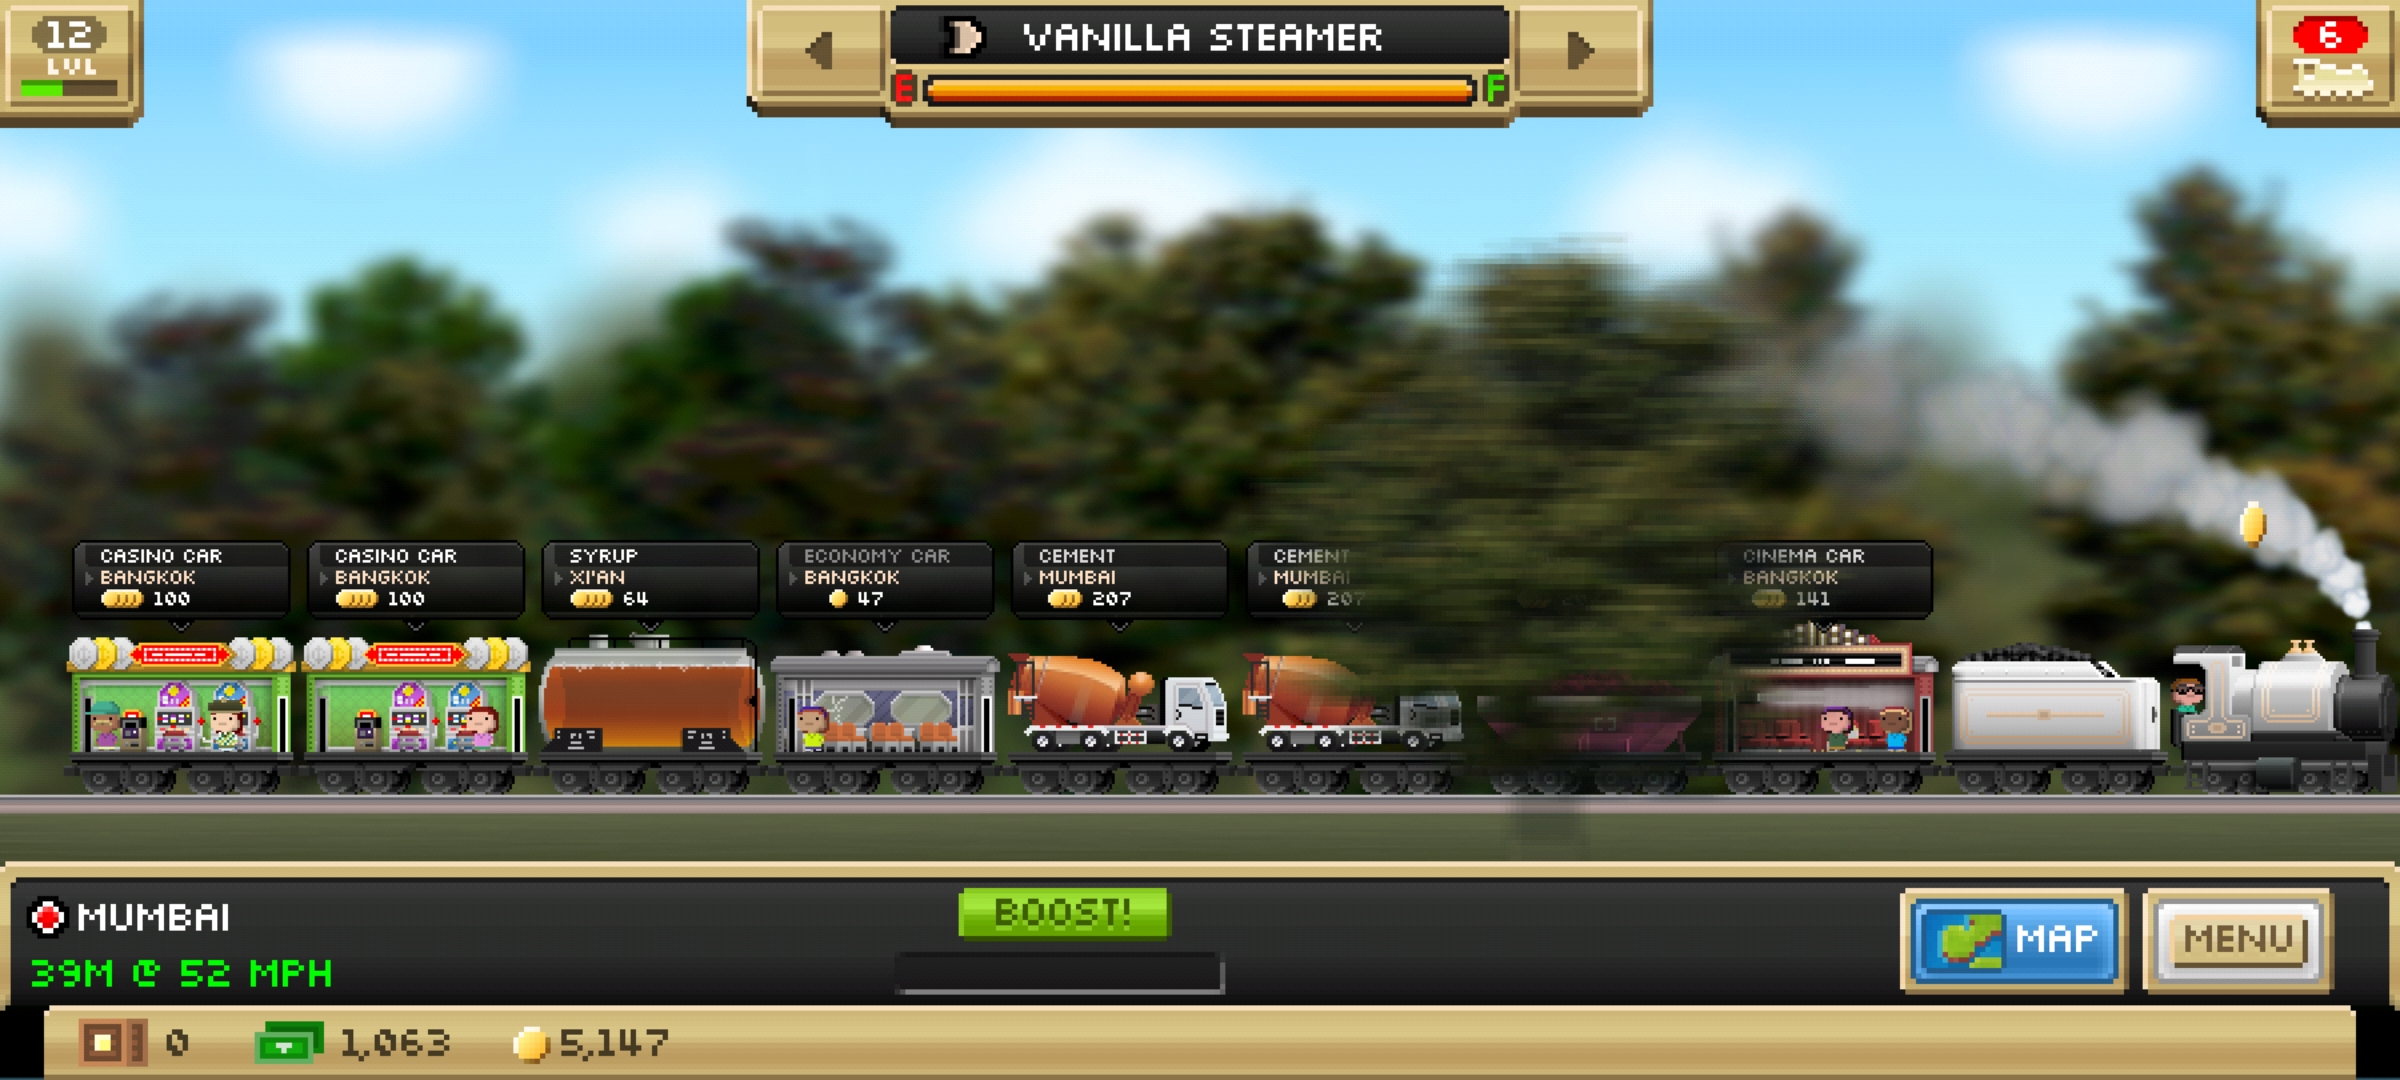 12
LVL
VANILLA STEAMER
E F
6
CASINO CAR
BANGKOK
100
CASINO CAR
BANGKOK
100
SYRUP
XI'AN
64
ECONOMY CAR
BANGKOK
47
CEMENT
MUMBAI
207
CEMENT
MUMBAI
207
CINEMA CAR
BANGKOK
141
MUMBAI
39M @ 52 MPH
BOOST!
MAP
MENU
0 1,063 5,147